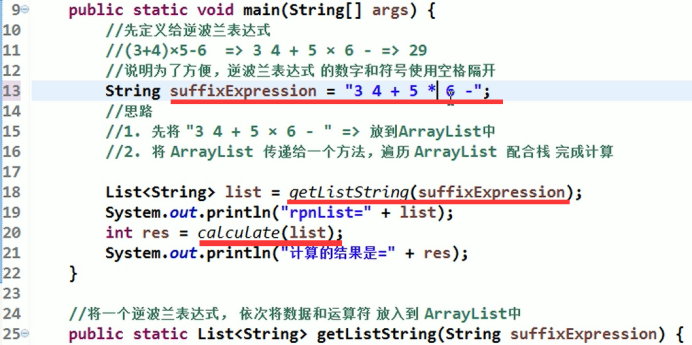 9 public static void main(String[] args) {
10 //先定义给逆波兰表达式
11 //(3+4)×5-6 => 3 4 + 5 × 6 - => 29
12 //说明为了方便，逆波兰表达式 的数字和符号使用空格隔开
13 String suffixExpression = "3 4 + 5 * 6 -";
14 //思路
15 //1. 先将 "3 4 + 5 × 6 - " => 放到ArrayList中
16 //2. 将 ArrayList 传递给一个方法，遍历 ArrayList 配合栈 完成计算
17
18 List<String> list = getListString(suffixExpression);
19 System.out.println("rpnList=" + list);
20 int res = calculate(list);
21 System.out.println("计算的结果是=" + res);
22 }
23
24 //将一个逆波兰表达式， 依次将数据和运算符 放入到 ArrayList中
25 public static List<String> getListString(String suffixExpression) {